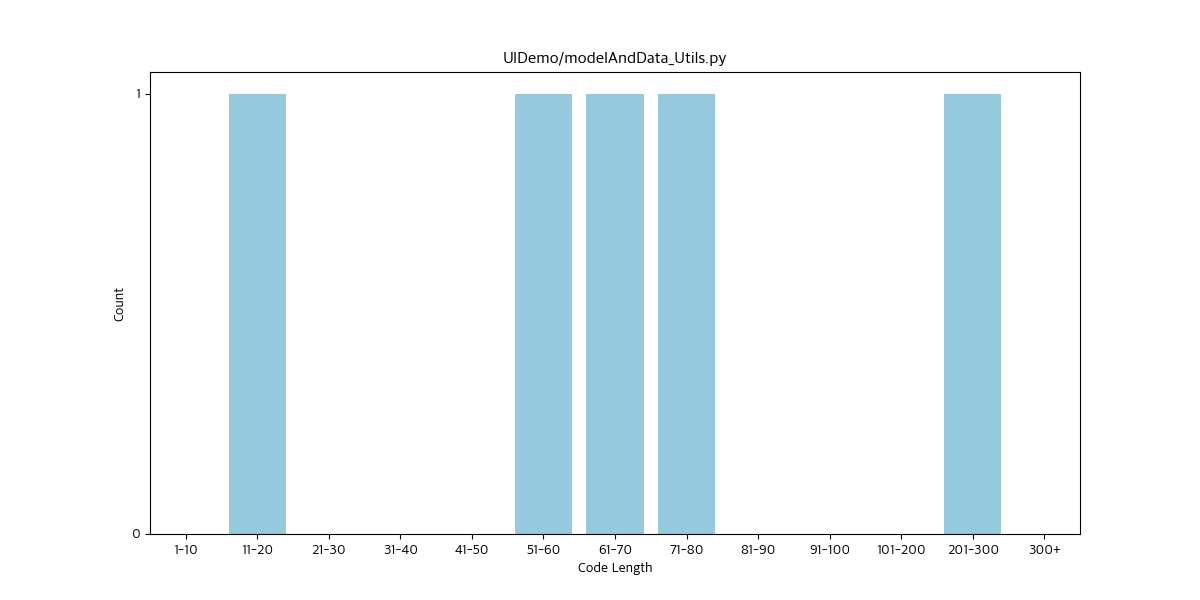 UIDemo/modelAndData_Utils.py
Count
1
0
1-10 11-20 21-30 31-40 41-50 51-60 61-70 71-80 81-90 91-100 101-200 201-300 300+
Code Length